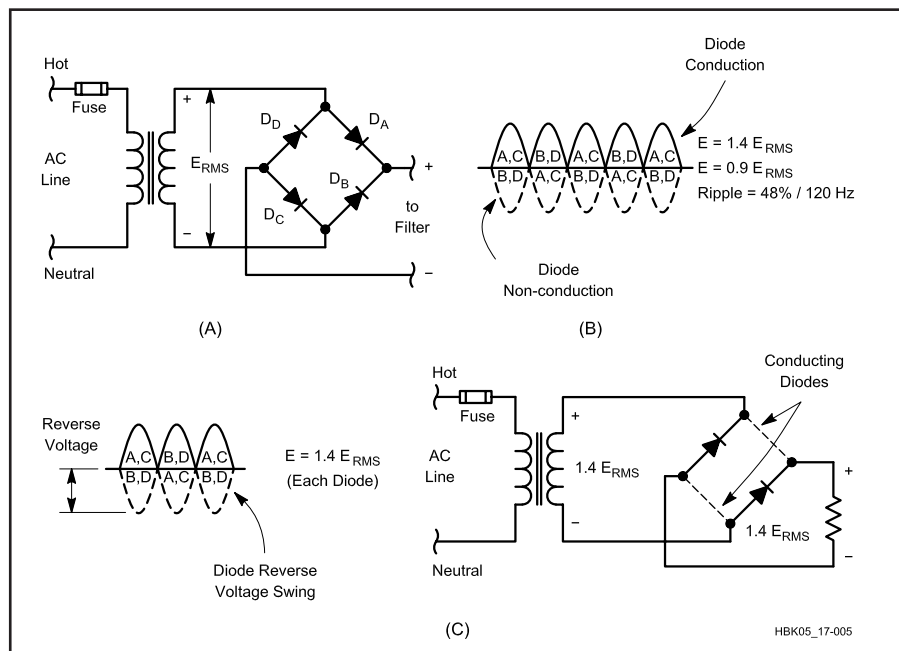 Hot
Fuse
AC
Line
Neutral
+
−
E_RMS
D_D
D_A
D_B
D_C
+
to
Filter
−
(A)
Diode
Conduction
A,C B,D A,C B,D A,C
B,D A,C B,D A,C B,D
E = 1.4 E_RMS
E = 0.9 E_RMS
Ripple = 48% / 120 Hz
Diode
Non-conduction
(B)
Reverse
Voltage
A,C B,D A,C
B,D A,C B,D
E = 1.4 E_RMS
(Each Diode)
Diode Reverse
Voltage Swing
Hot
Fuse
AC
Line
Neutral
+
1.4 E_RMS
−
Conducting
Diodes
+
1.4 E_RMS
−
(C)
HBK05_17-005